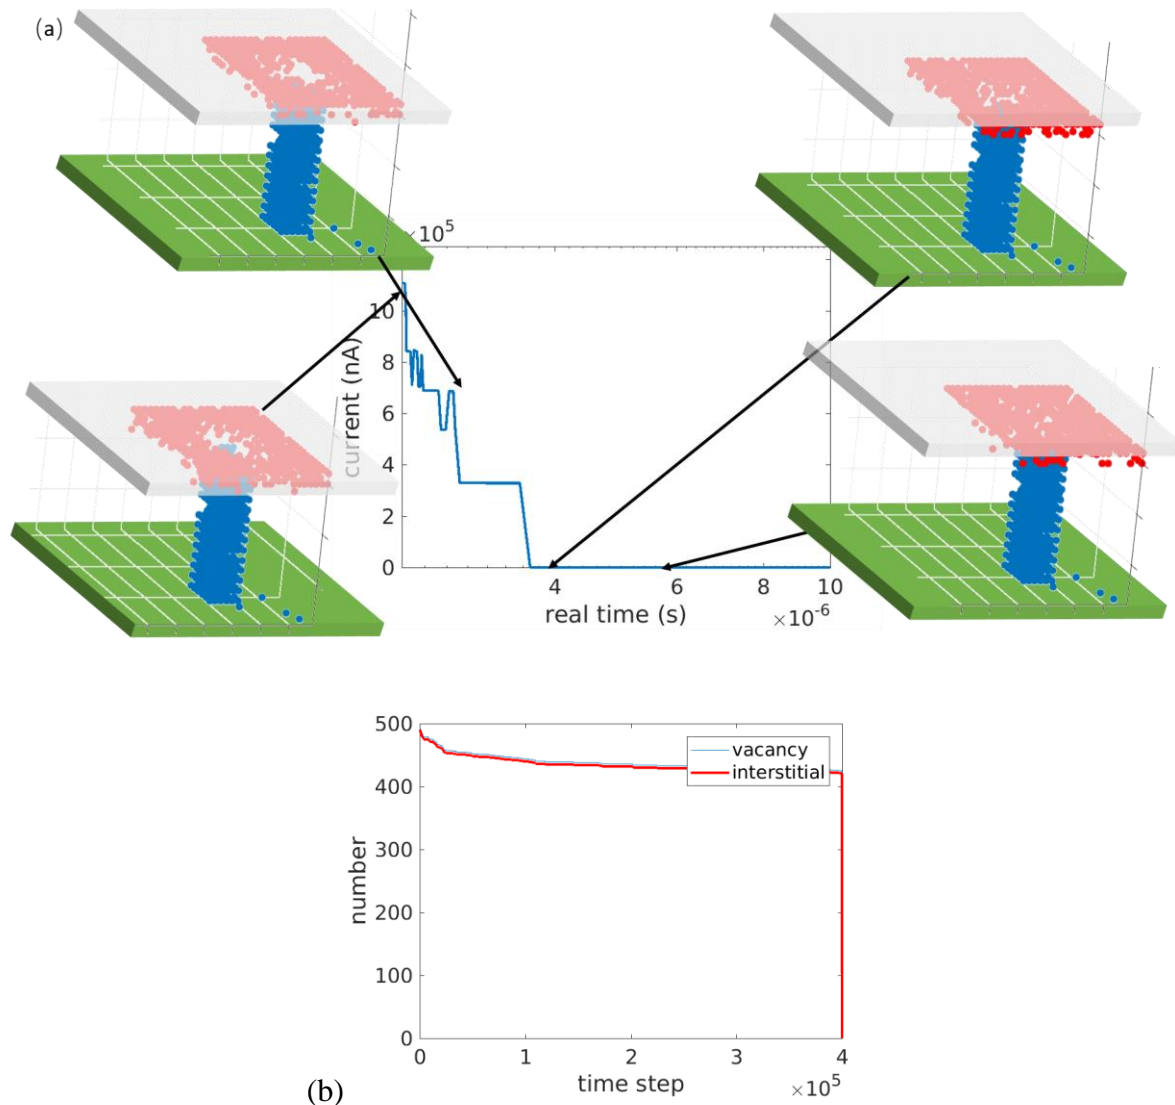 (a)
×10⁵
10
8
6
4
2
0
current (nA)
4 6 8 10
real time (s) ×10⁻⁶
500
400
300
200
100
0
number
vacancy
interstitial
0 1 2 3 4
time step ×10⁵
(b)